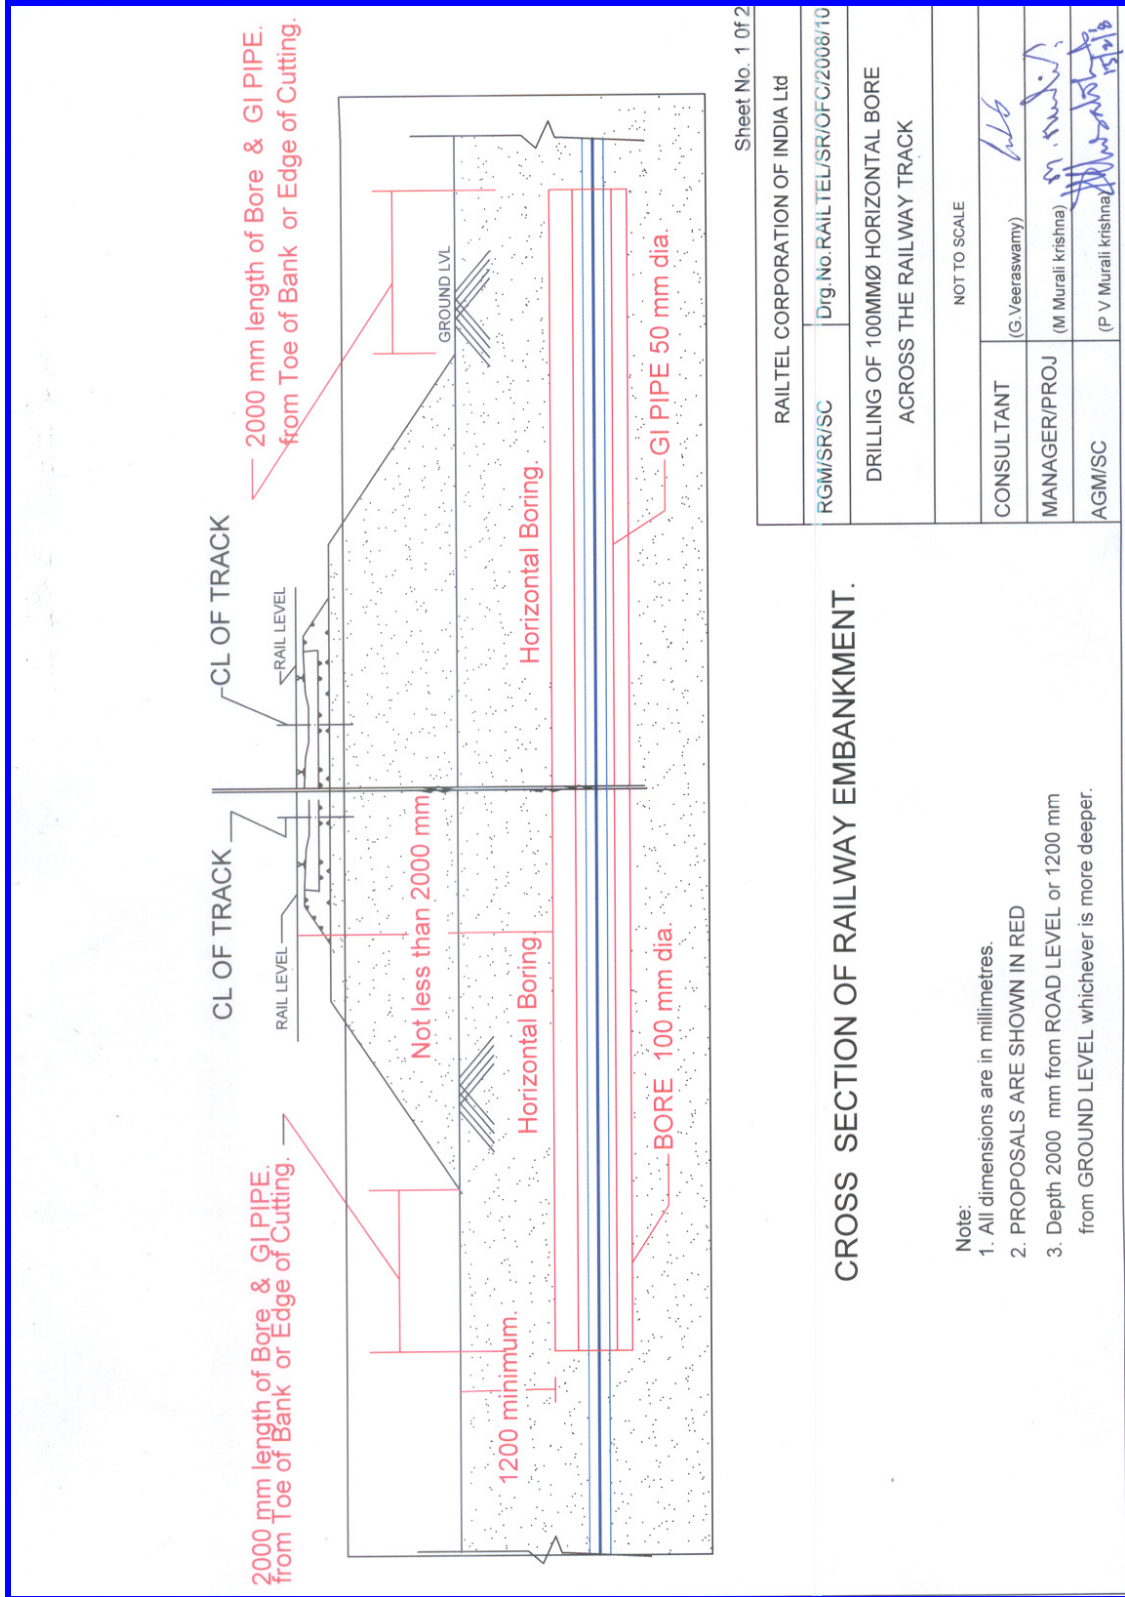 2000 mm length of Bore & GI PIPE.
from Toe of Bank or Edge of Cutting.
CL OF TRACK
CL OF TRACK
2000 mm length of Bore & GI PIPE.
from Toe of Bank or Edge of Cutting.
RAIL LEVEL
RAIL LEVEL
GROUND LVL
Not less than 2000 mm
1200 minimum.
Horizontal Boring.
Horizontal Boring.
BORE 100 mm dia.
GI PIPE 50 mm dia.
CROSS SECTION OF RAILWAY EMBANKMENT.
Note:
1. All dimensions are in millimetres.
2. PROPOSALS ARE SHOWN IN RED
3. Depth 2000 mm from ROAD LEVEL or 1200 mm
from GROUND LEVEL whichever is more deeper.
Sheet No. 1 0f 2
RAILTEL CORPORATION OF INDIA Ltd
RGM/SR/SC Drg.No.RAILTEL/SR/OFC/2008/10
DRILLING OF 100MMØ HORIZONTAL BORE
ACROSS THE RAILWAY TRACK
NOT TO SCALE
CONSULTANT (G.Veeraswamy)
MANAGER/PROJ (M Murali krishna)
AGM/SC (P V Murali krishna)